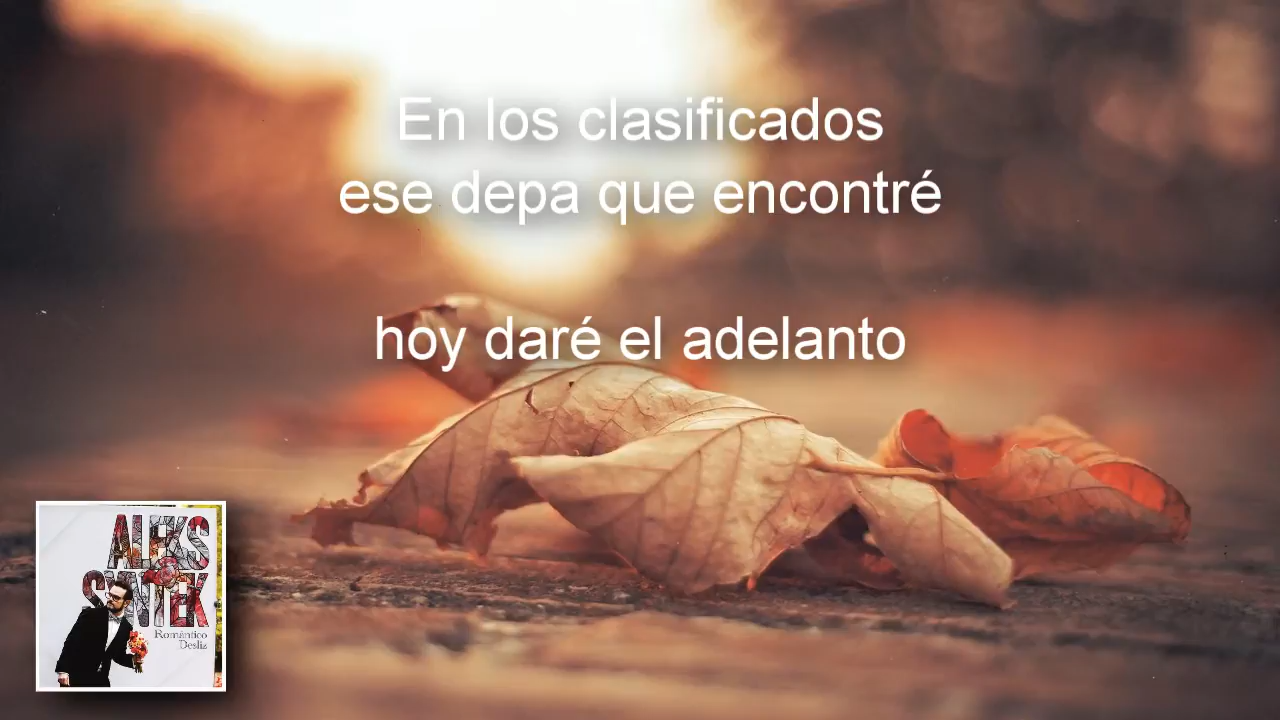 En los clasificados
ese depa que encontré
hoy daré el adelanto
ALEKS
SYNTEK
Romántico
Desliz